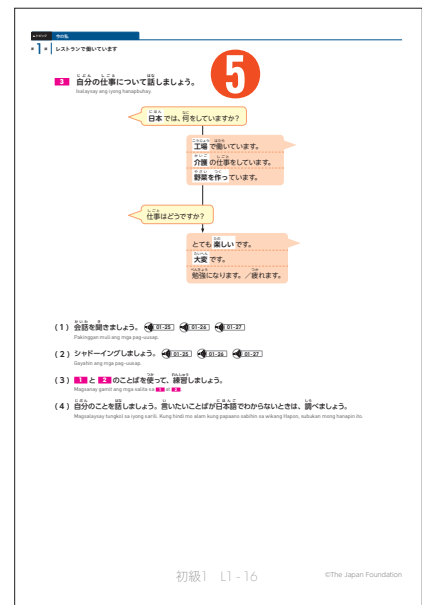 トピック 今の私
第 1 課 レストランで働いています
5
3 自分の仕事について話しましょう。
Isalaysay ang iyong hanapbuhay.
日本では、何をしていますか?
工場で働いています。
介護の仕事をしています。
野菜を作っています。
仕事はどうですか?
とても楽しいです。
大変です。
勉強になります。/疲れます。
(1) 会話を聞きましょう。 01-25 01-26 01-27
Pakinggan muli ang mga pag-uusap.
(2) シャドーイングしましょう。 01-25 01-26 01-27
Gayahin ang mga pag-uusap.
(3) 1 と 2 のことばを使って、練習しましょう。
Magsanay gamit ang mga salita sa 1 at 2.
(4) 自分のことを話しましょう。言いたいことばが日本語でわからないときは、調べましょう。
Magsalaysay tungkol sa iyong sarili. Kung hindi mo alam kung papaano sabihin sa wikang Hapon, subukan mong hanapin ito.
初級1 L1 - 16
©The Japan Foundation